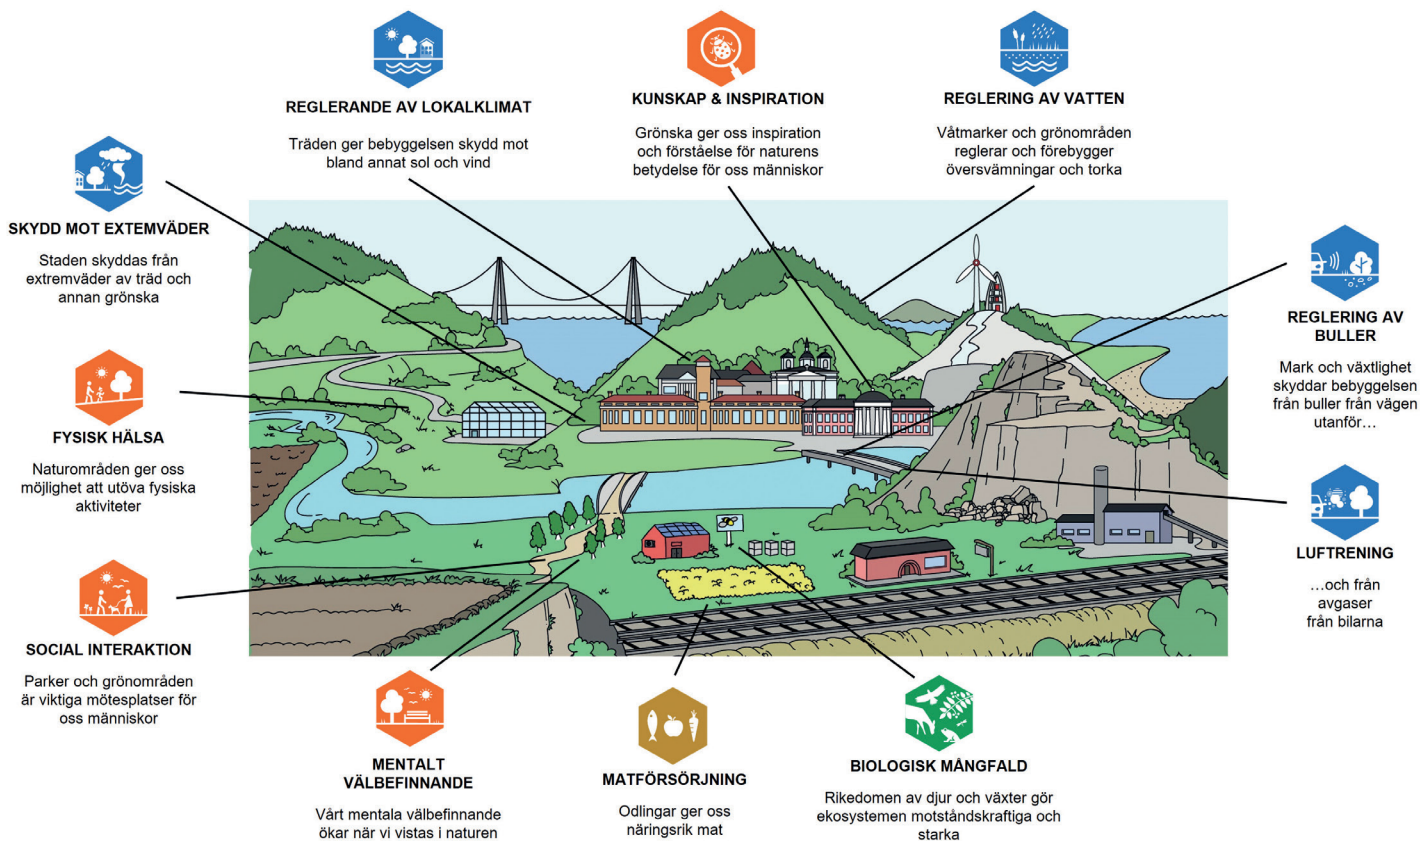 REGLERANDE AV LOKALKLIMAT
Träden ger bebyggelsen skydd mot
bland annat sol och vind
KUNSKAP & INSPIRATION
Grönska ger oss inspiration
och förståelse för naturens
betydelse för oss människor
REGLERING AV VATTEN
Våtmarker och grönområden
reglerar och förebygger
översvämningar och torka
SKYDD MOT EXTEMVÄDER
Staden skyddas från
extremväder av träd och
annan grönska
REGLERING AV
BULLER
Mark och växtlighet
skyddar bebyggelsen
från buller från vägen
utanför…
FYSISK HÄLSA
Naturområden ger oss
möjlighet att utöva fysiska
aktiviteter
LUFTRENING
…och från
avgaser
från bilarna
SOCIAL INTERAKTION
Parker och grönområden
är viktiga mötesplatser för
oss människor
MENTALT
VÄLBEFINNANDE
Vårt mentala välbefinnande
ökar när vi vistas i naturen
MATFÖRSÖRJNING
Odlingar ger oss
näringsrik mat
BIOLOGISK MÅNGFALD
Rikedomen av djur och växter gör
ekosystemen motståndskraftiga och
starka